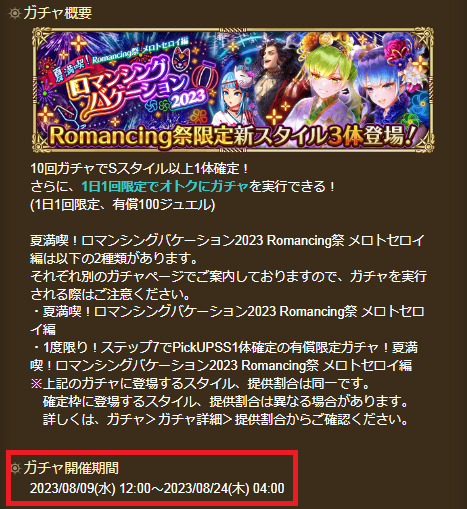 ガチャ概要
夏満喫！Romancing祭 メロトセロイ編
ロマンシング
バケーション
2023
Romancing祭限定新スタイル3体登場！
10回ガチャでSスタイル以上1体確定！
さらに、1日1回限定でオトクにガチャを実行できる！
(1日1回限定、有償100ジュエル)
夏満喫！ロマンシングバケーション2023 Romancing祭 メロトセロイ
編は以下の2種類があります。
それぞれ別のガチャページでご案内しておりますので、ガチャを実行
される際はご注意ください。
・夏満喫！ロマンシングバケーション2023 Romancing祭 メロトセロ
イ編
・1度限り！ステップ7でPickUPSS1体確定の有償限定ガチャ！夏満
喫！ロマンシングバケーション2023 Romancing祭 メロトセロイ編
※上記のガチャに登場するスタイル、提供割合は同一です。
確定枠に登場するスタイル、提供割合は異なる場合があります。
詳しくは、ガチャ＞ガチャ詳細＞提供割合からご確認ください。
ガチャ開催期間
2023/08/09(水) 12:00～2023/08/24(木) 04:00